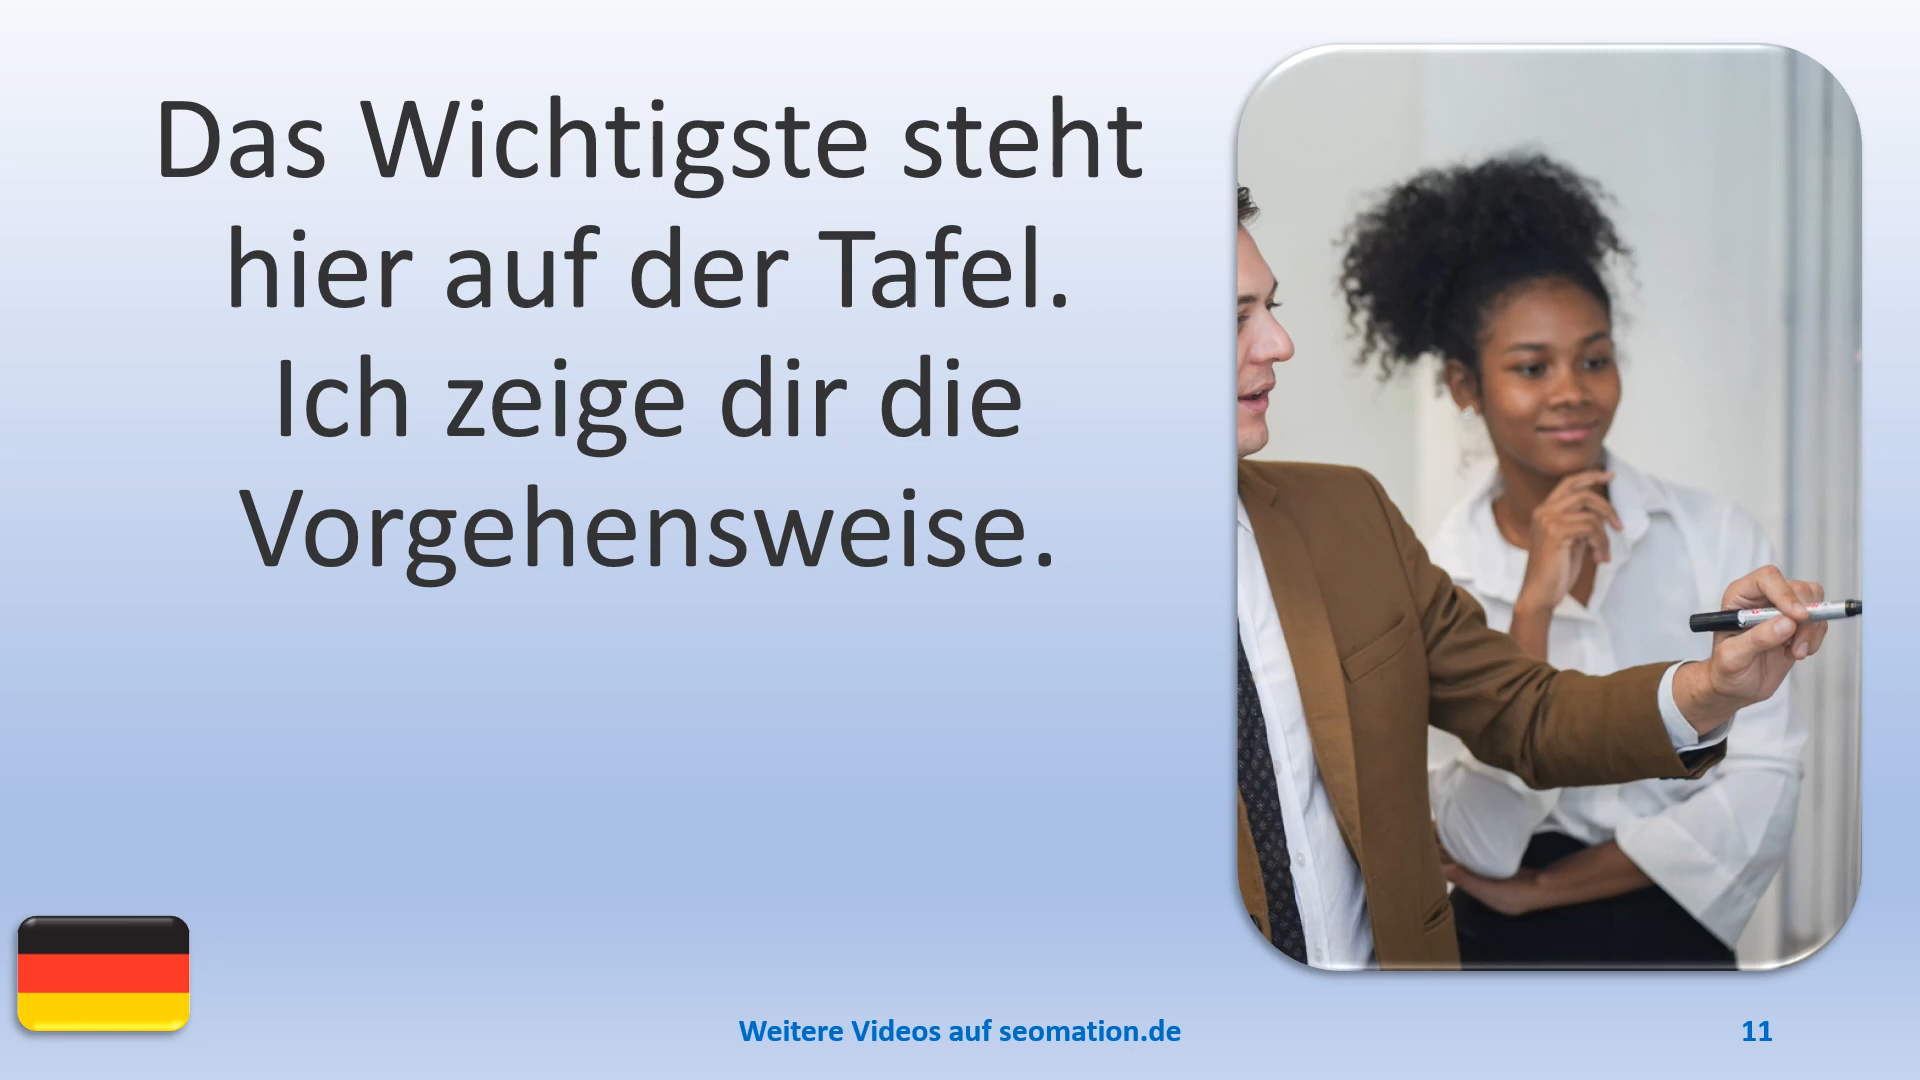 Das Wichtigste steht
hier auf der Tafel.
Ich zeige dir die
Vorgehensweise.
Weitere Videos auf seomation.de
11